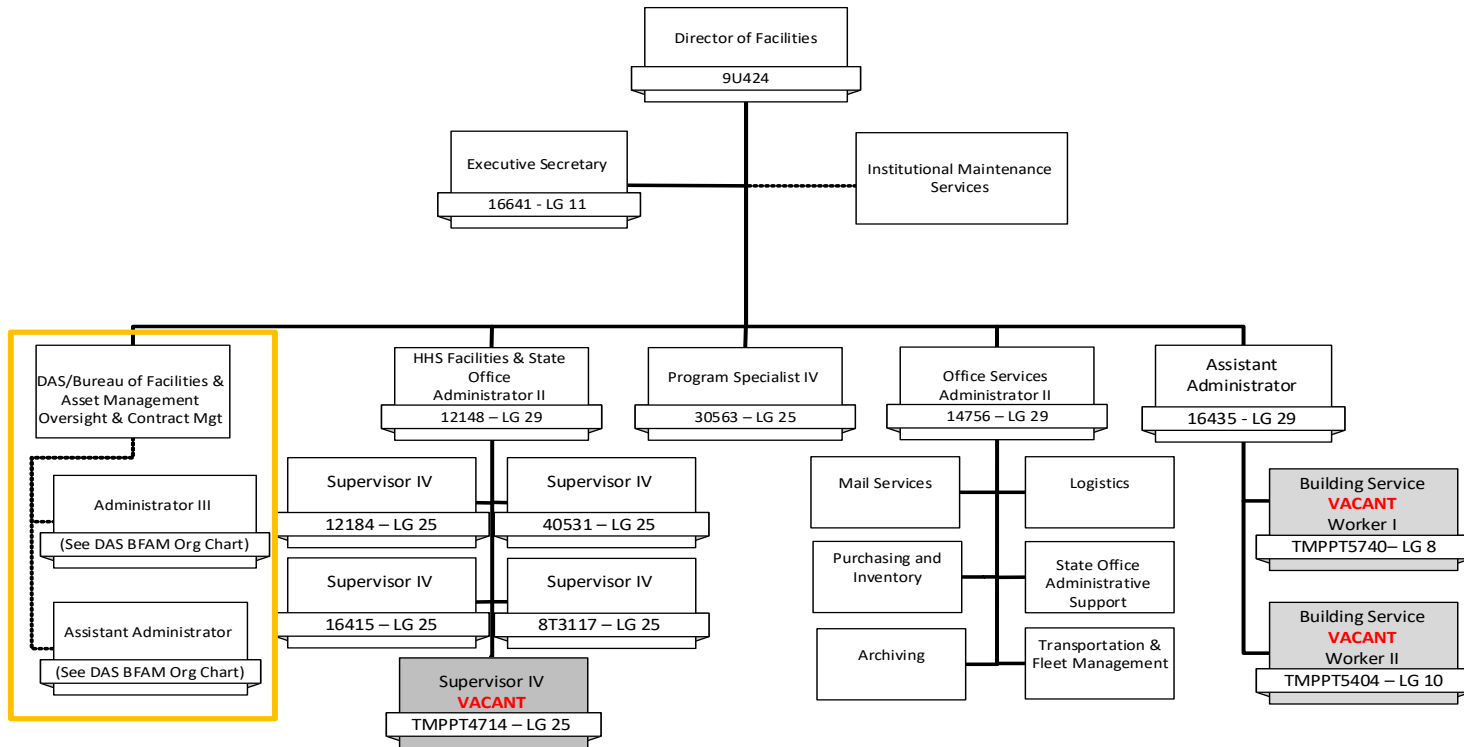 Director of Facilities
9U424
Executive Secretary
16641 - LG 11
Institutional Maintenance
Services
DAS/Bureau of Facilities &
Asset Management
Oversight & Contract Mgt
Administrator III
(See DAS BFAM Org Chart)
Assistant Administrator
(See DAS BFAM Org Chart)
HHS Facilities & State
Office
Administrator II
12148 – LG 29
Supervisor IV
12184 – LG 25
Supervisor IV
40531 – LG 25
Supervisor IV
16415 – LG 25
Supervisor IV
8T3117 – LG 25
Supervisor IV
VACANT
TMPPT4714 – LG 25
Program Specialist IV
30563 – LG 25
Office Services
Administrator II
14756 – LG 29
Mail Services
Logistics
Purchasing and
Inventory
State Office
Administrative
Support
Archiving
Transportation &
Fleet Management
Assistant
Administrator
16435 - LG 29
Building Service
VACANT
Worker I
TMPPT5740– LG 8
Building Service
VACANT
Worker II
TMPPT5404 – LG 10